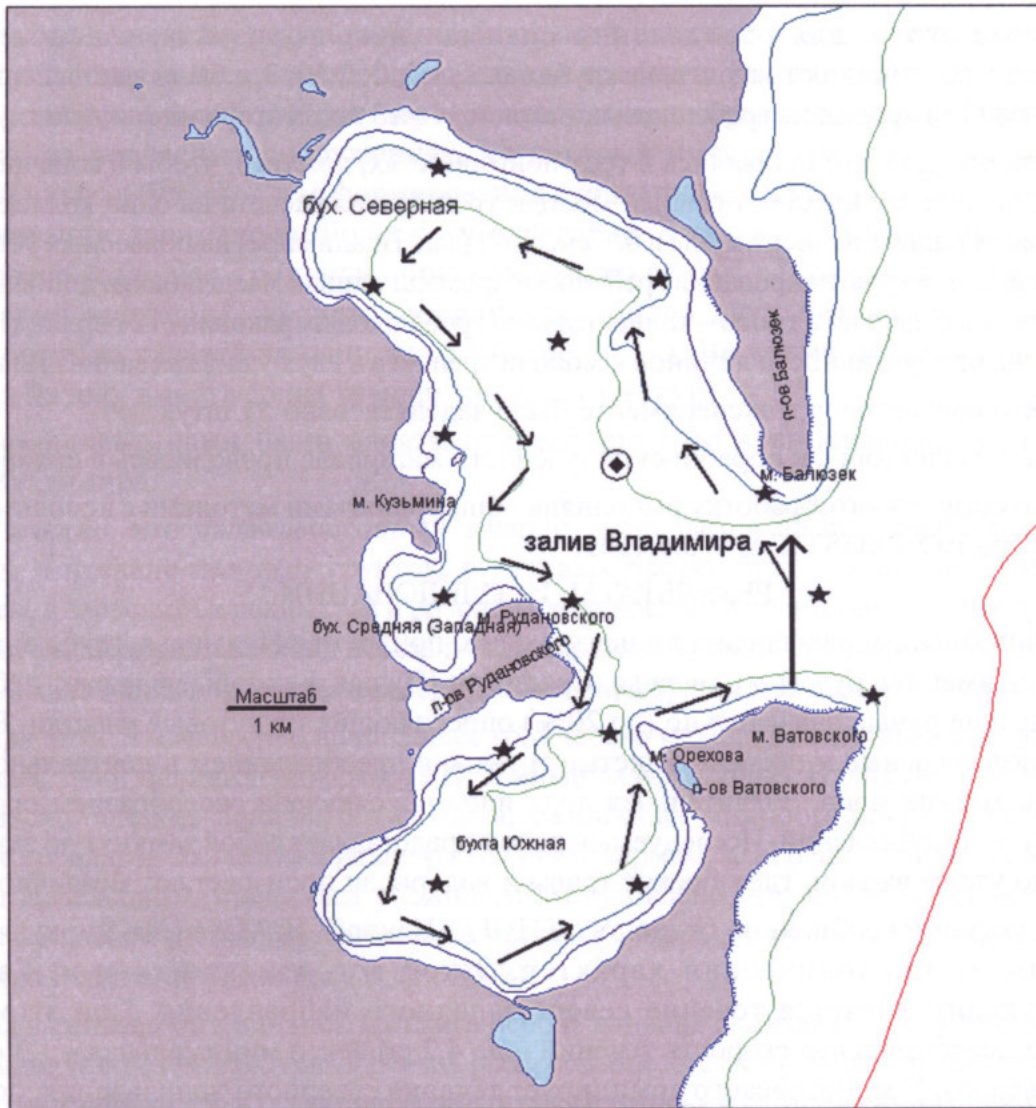 бух. Северная
п-ов Балюзек
м. Балюзек
м. Кузьмина
залив Владимира
м. Рудановского
бух. Средняя (Западная)
п-ов Рудановского
Масштаб
1 км
м. Ватовского
м. Орехова
п-ов Ватовского
бухта Южная